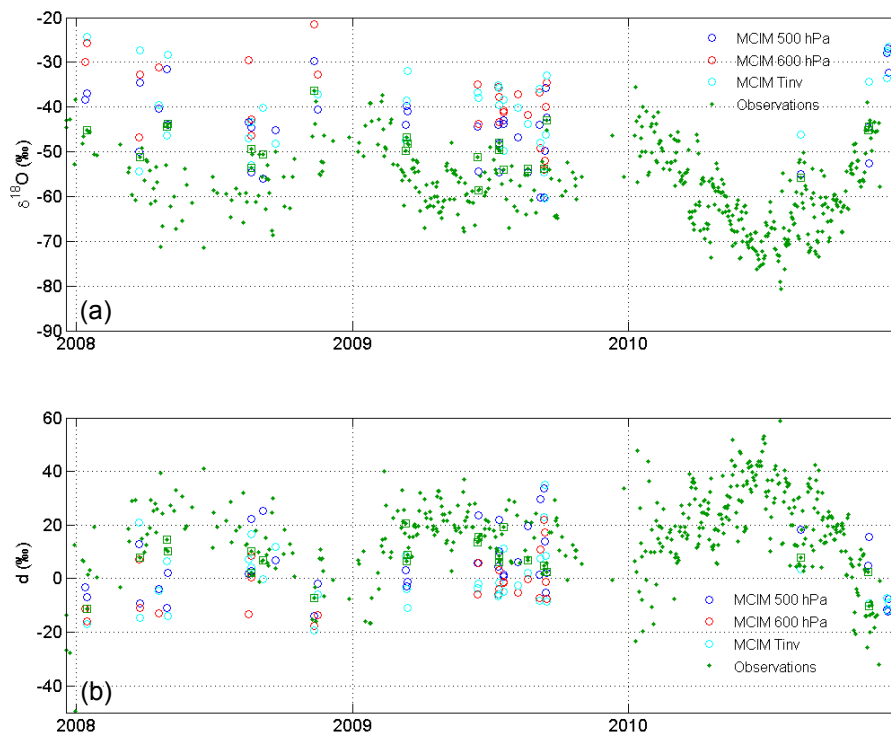 -20
-30
-40
-50
-60
-70
-80
-90
δ18O (‰)
MCIM 500 hPa
MCIM 600 hPa
MCIM Tinv
Observations
(a)
2008
2009
2010
60
40
20
0
-20
-40
d (‰)
MCIM 500 hPa
MCIM 600 hPa
MCIM Tinv
Observations
(b)
2008
2009
2010